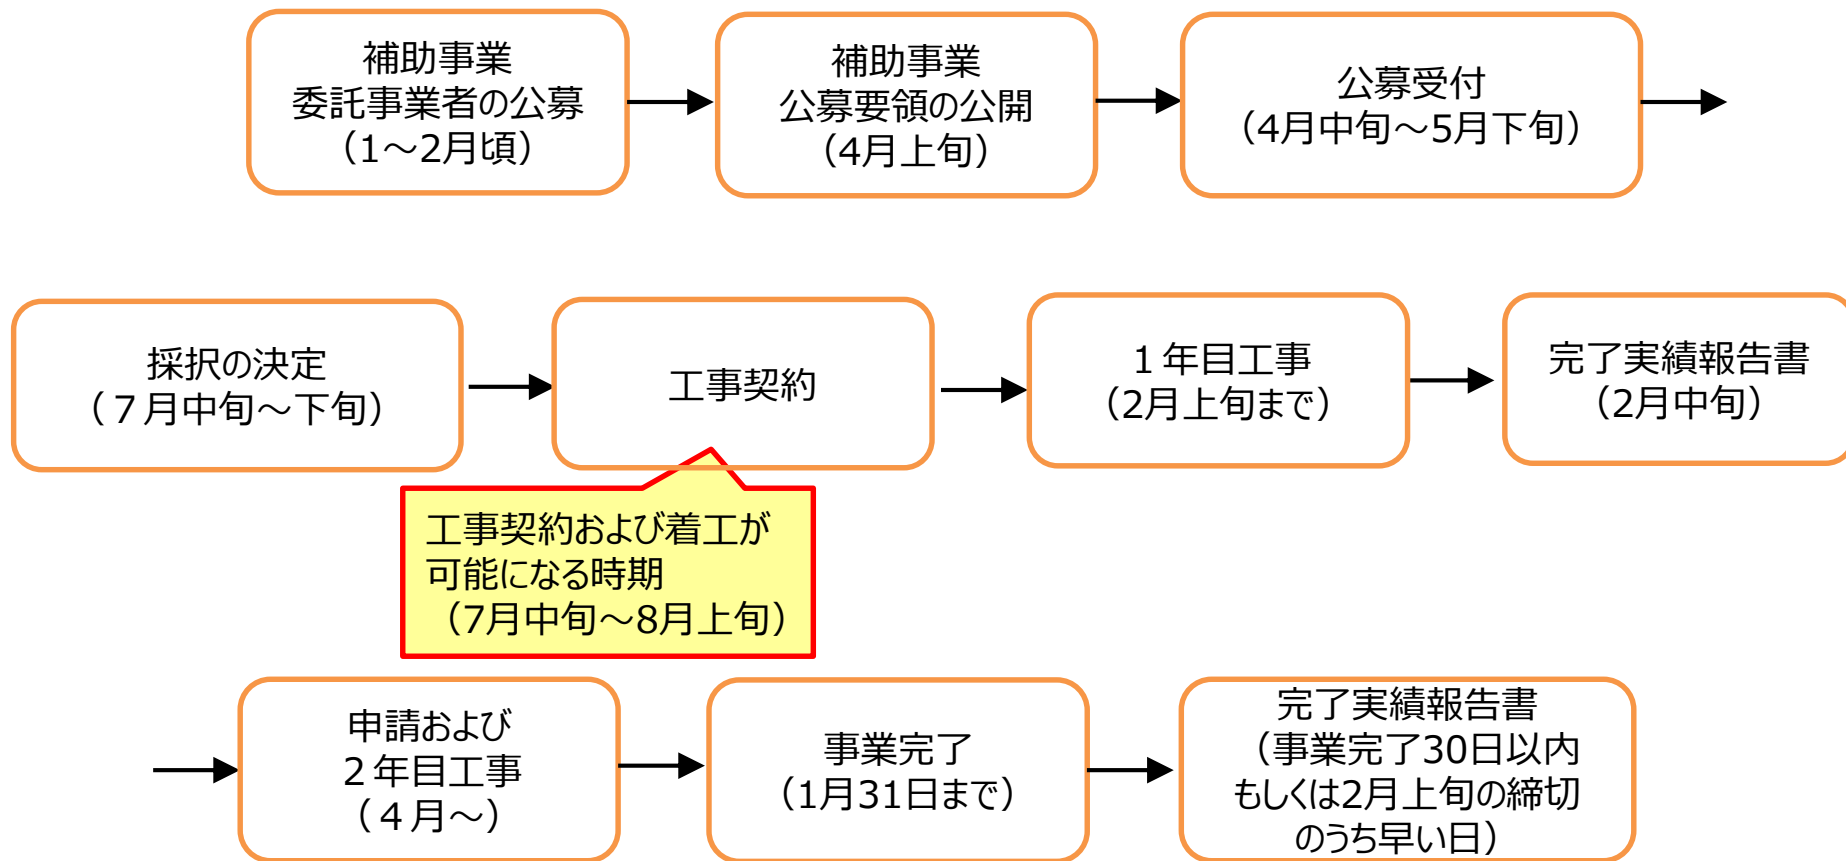 補助事業
委託事業者の公募
（1～2月頃）
補助事業
公募要領の公開
（4月上旬）
公募受付
（4月中旬～5月下旬）
採択の決定
（７月中旬～下旬）
工事契約
１年目工事
（2月上旬まで）
完了実績報告書
（2月中旬）
工事契約および着工が
可能になる時期
（7月中旬～8月上旬）
申請および
２年目工事
（４月～）
事業完了
（1月31日まで）
完了実績報告書
（事業完了30日以内
もしくは2月上旬の締切
のうち早い日）